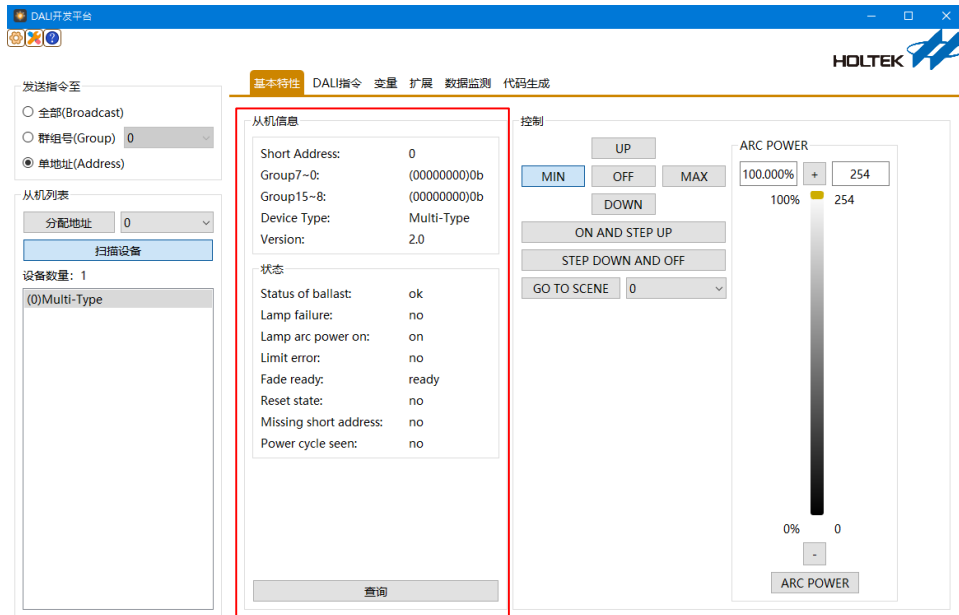 DALI开发平台
HOLTEK
基本特性 DALI指令 变量 扩展 数据监测 代码生成
发送指令至
全部(Broadcast)
群组号(Group) 0
单地址(Address)
从机列表
分配地址 0
扫描设备
设备数量: 1
(0)Multi-Type
从机信息
Short Address: 0
Group7~0: (00000000)0b
Group15~8: (00000000)0b
Device Type: Multi-Type
Version: 2.0
状态
Status of ballast: ok
Lamp failure: no
Lamp arc power on: on
Limit error: no
Fade ready: ready
Reset state: no
Missing short address: no
Power cycle seen: no
查询
控制
UP
MIN OFF MAX
DOWN
ON AND STEP UP
STEP DOWN AND OFF
GO TO SCENE 0
ARC POWER
100.000% + 254
100% 254
0% 0
-
ARC POWER